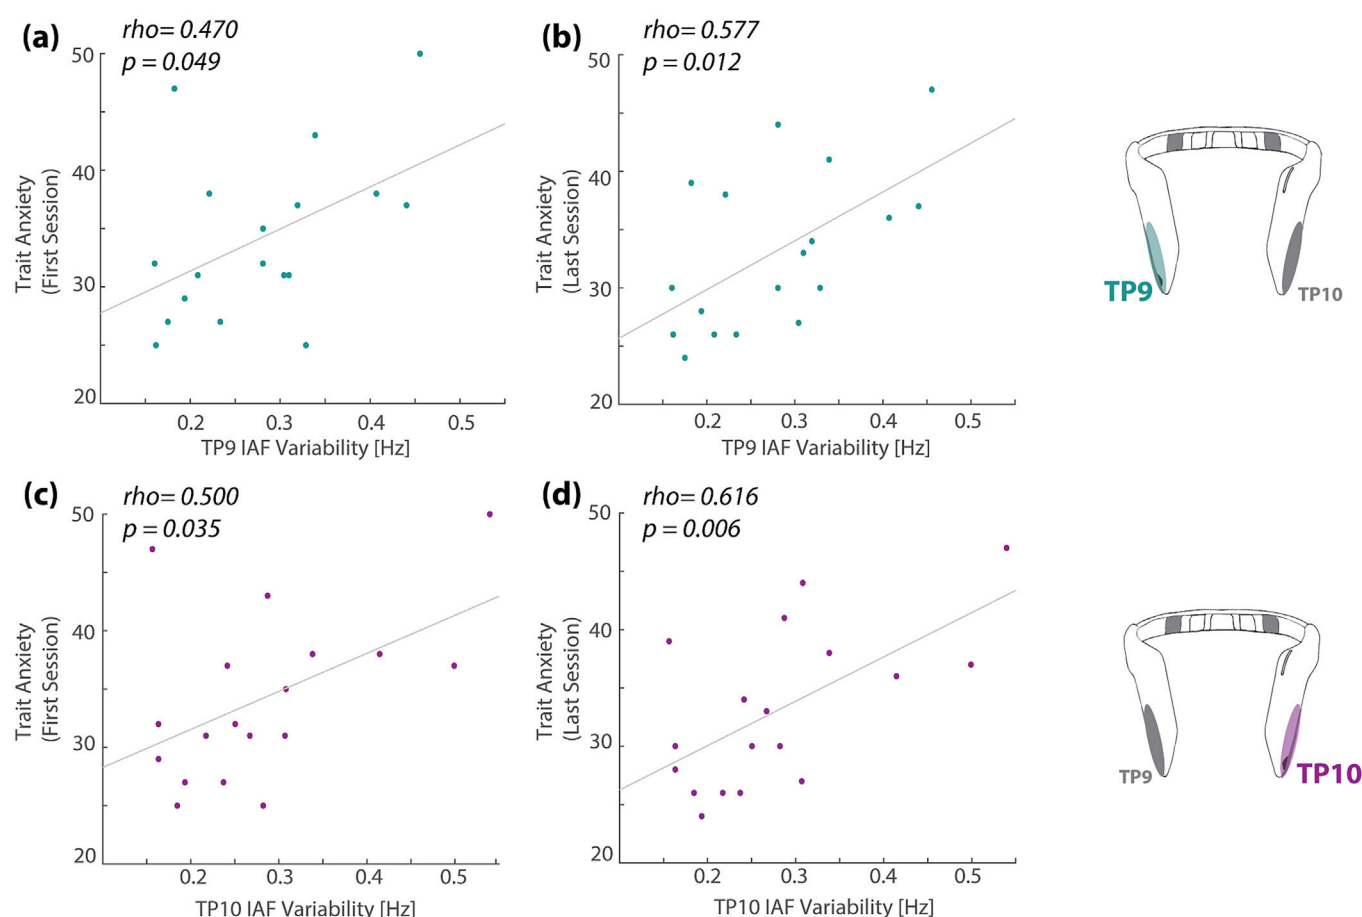 (a)
rho= 0.470
p = 0.049
50
40
30
20
Trait Anxiety
(First Session)
0.2 0.3 0.4 0.5
TP9 IAF Variability [Hz]
(b)
rho= 0.577
p = 0.012
50
40
30
20
Trait Anxiety
(Last Session)
0.2 0.3 0.4 0.5
TP9 IAF Variability [Hz]
TP9
TP10
(c)
rho= 0.500
p = 0.035
50
40
30
20
Trait Anxiety
(First Session)
0.2 0.3 0.4 0.5
TP10 IAF Variability [Hz]
(d)
rho= 0.616
p = 0.006
50
40
30
20
Trait Anxiety
(Last Session)
0.2 0.3 0.4 0.5
TP10 IAF Variability [Hz]
TP9
TP10